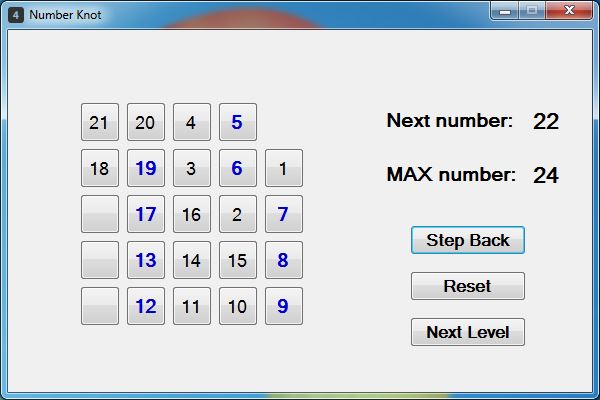 4 Number Knot
21 20 4 5
Next number: 22
18 19 3 6 1
MAX number: 24
17 16 2 7
Step Back
13 14 15 8
Reset
12 11 10 9
Next Level